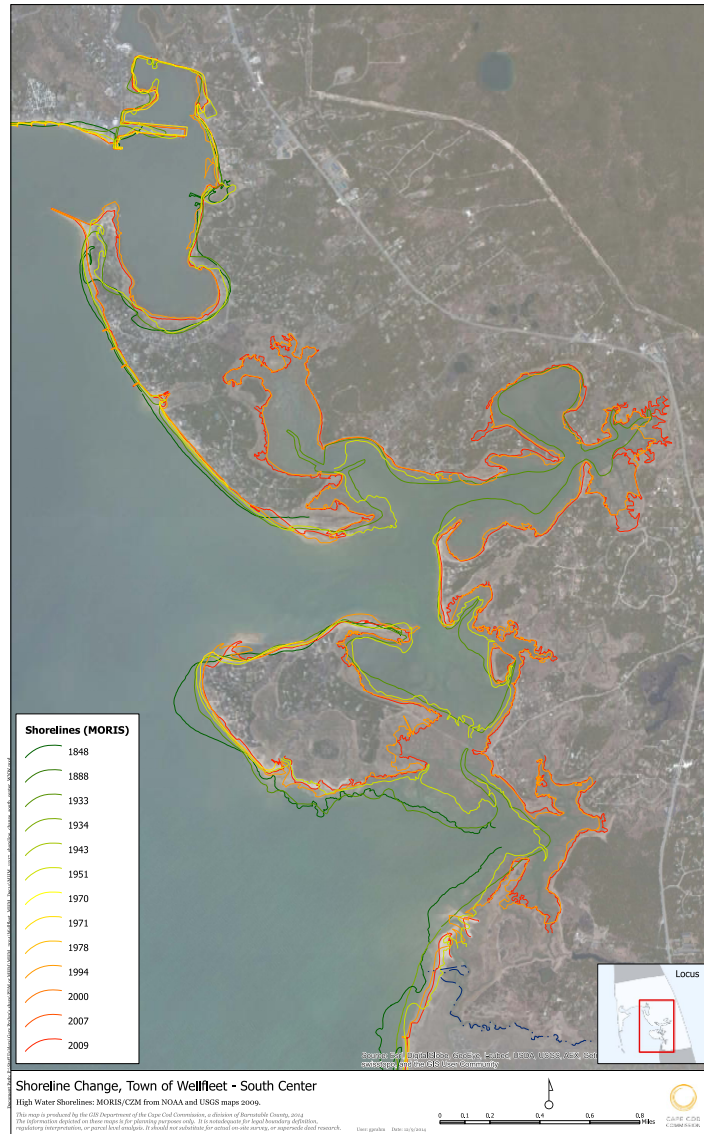 Shorelines (MORIS)
1848
1888
1933
1934
1943
1951
1970
1971
1978
1994
2000
2007
2009
Locus
Source: Esri, DigitalGlobe, GeoEye, i-cubed, USDA, USGS, AEX,
swisstopo, and the GIS User Community
Shoreline Change, Town of Wellfleet - South Center
High Water Shorelines: MORIS/CZM from NOAA and USGS maps 2009.
This map is produced by the GIS Department of the Cape Cod Commission, a division of Barnstable County, 2014
The information depicted on these maps is for planning purposes only. It is not adequate for legal boundary definition,
regulatory interpretation, or parcel level analysis. It should not substitute for actual on-site survey, or supersede deed research.
User: Date:
0 0.1 0.2 0.4 0.6 0.8
Miles
CAPE COD
COMMISSION